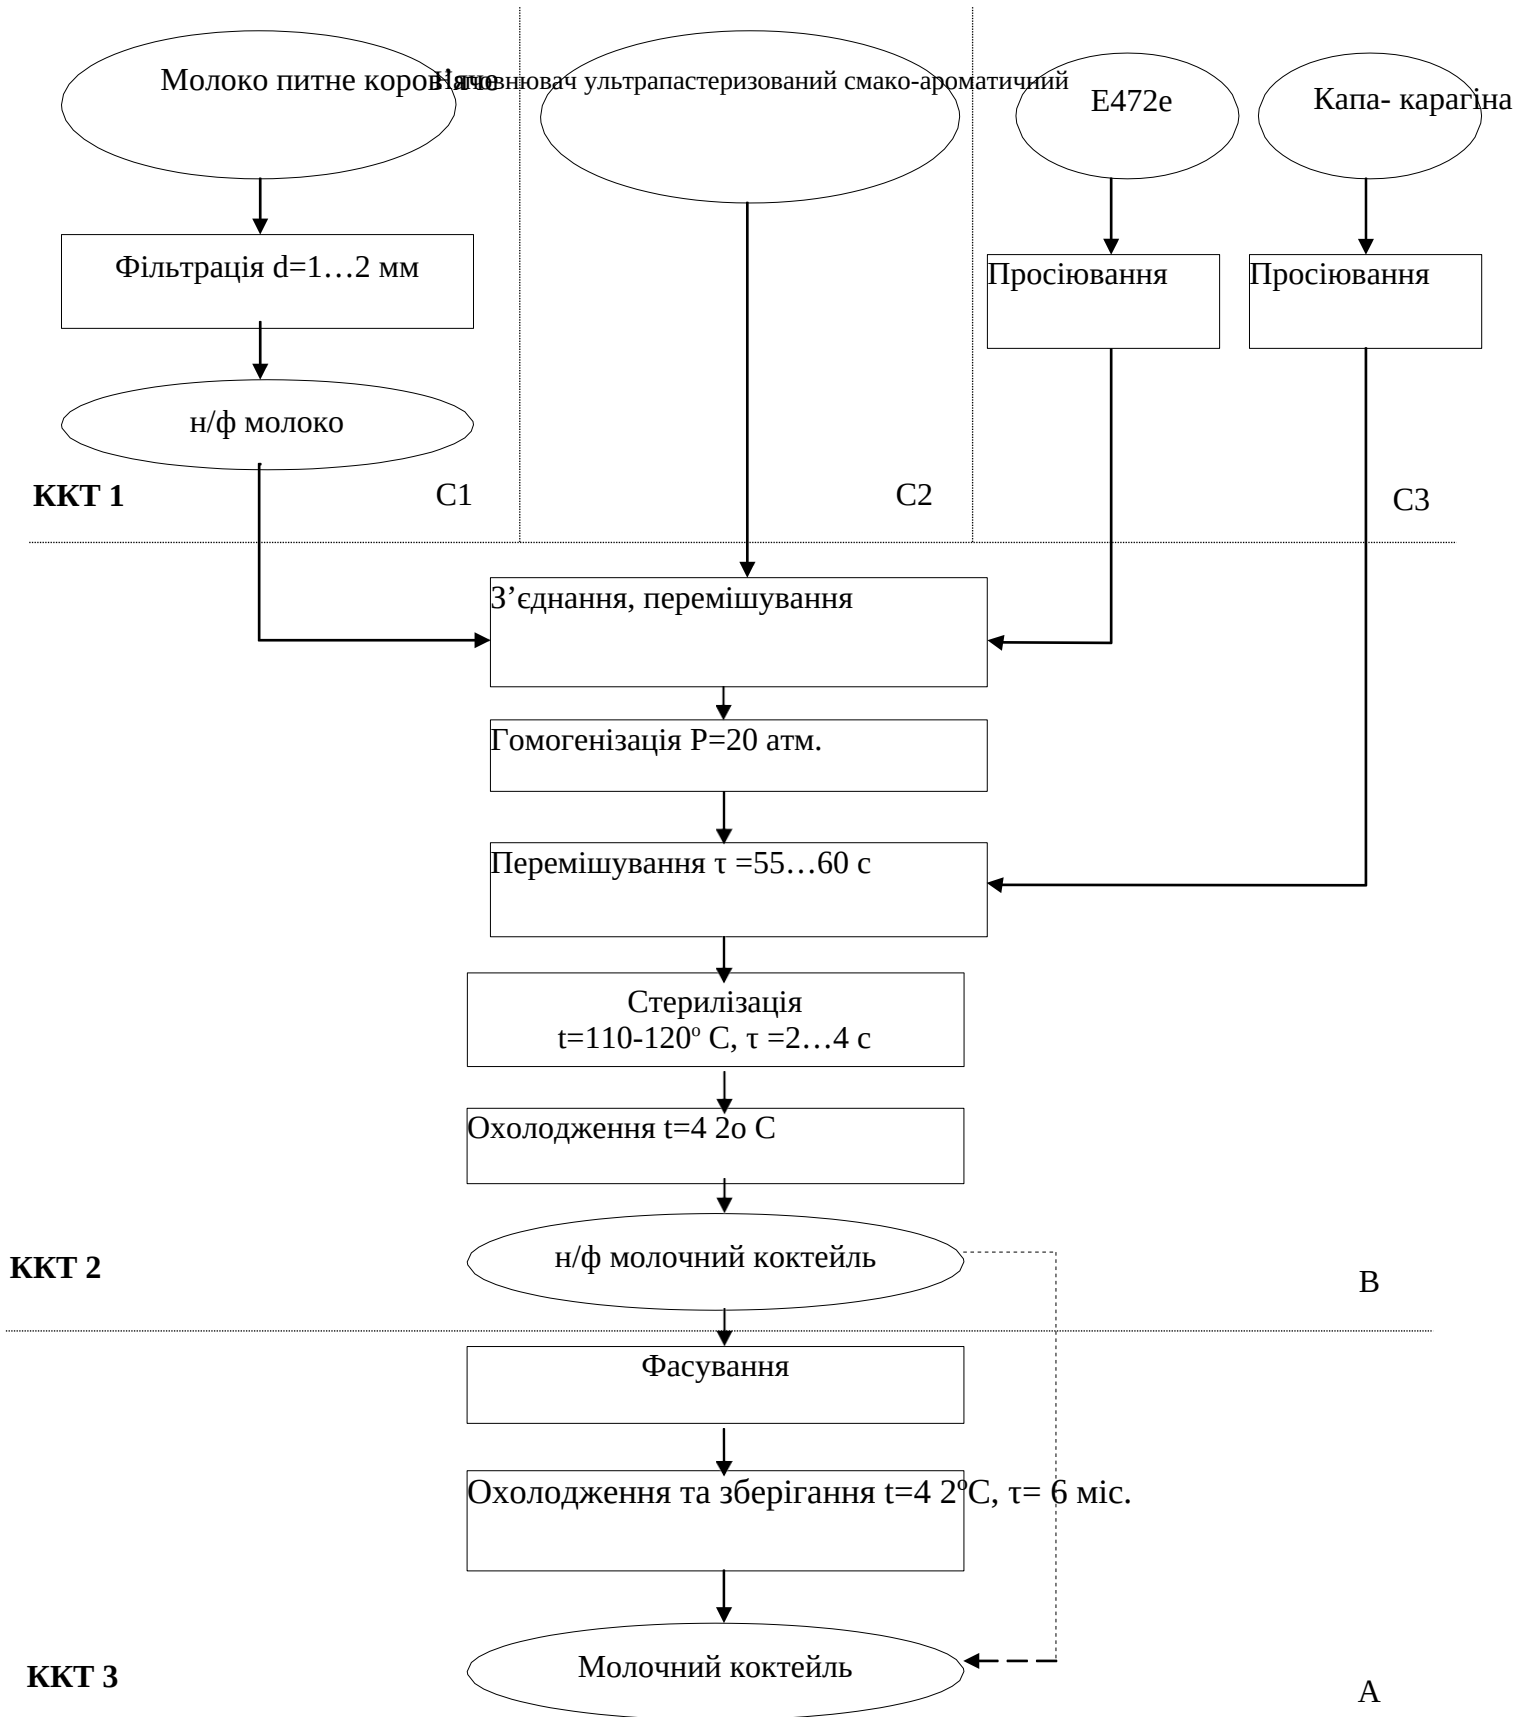 Молоко питне коров’яче
Наповнювач ультрапастеризований смако-ароматичний
Е472е
Капа- карагіна
Фільтрація d=1…2 мм
Просіювання
Просіювання
н/ф молоко
ККТ 1
С1
С2
С3
З’єднання, перемішування
Гомогенізація Р=20 атм.
Перемішування τ =55…60 с
Стерилізація
t=110-120º С, τ =2…4 с
Охолодження t=4 2о С
н/ф молочний коктейль
ККТ 2
В
Фасування
Охолодження та зберігання t=4 2ºС, τ= 6 міс.
Молочний коктейль
ККТ 3
А